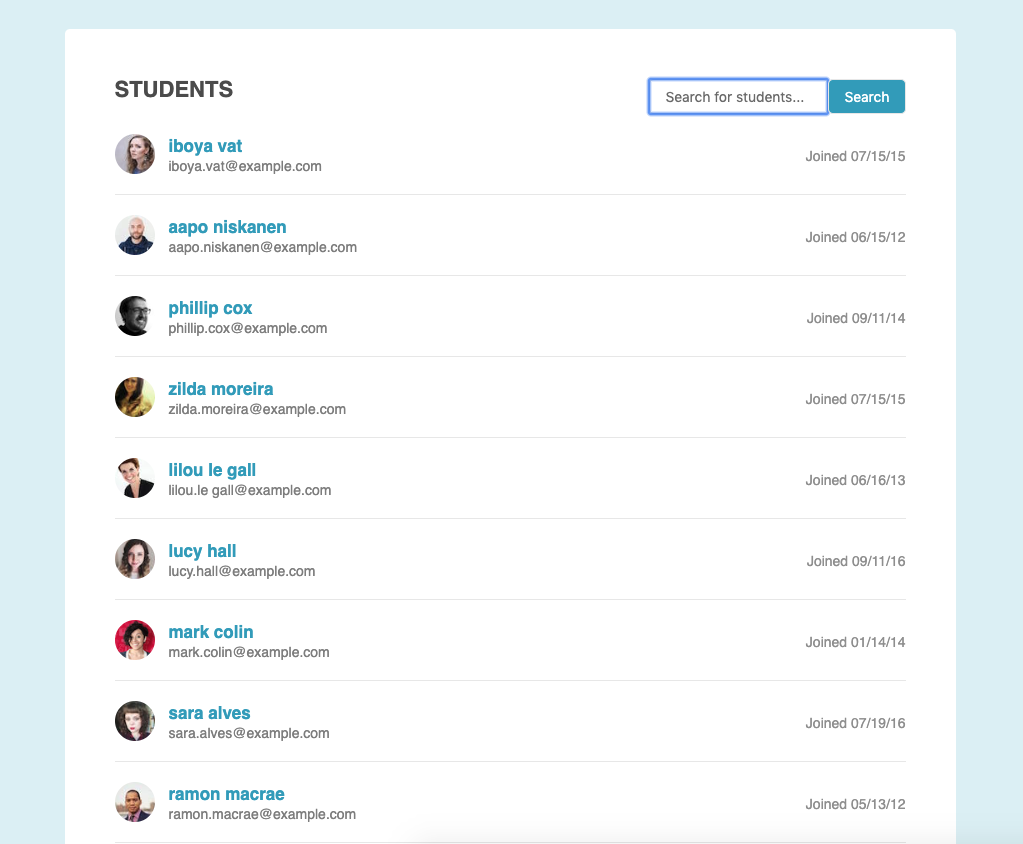 STUDENTS
Search for students...
Search
iboya vat
iboya.vat@example.com
Joined 07/15/15
aapo niskanen
aapo.niskanen@example.com
Joined 06/15/12
phillip cox
phillip.cox@example.com
Joined 09/11/14
zilda moreira
zilda.moreira@example.com
Joined 07/15/15
lilou le gall
lilou.le gall@example.com
Joined 06/16/13
lucy hall
lucy.hall@example.com
Joined 09/11/16
mark colin
mark.colin@example.com
Joined 01/14/14
sara alves
sara.alves@example.com
Joined 07/19/16
ramon macrae
ramon.macrae@example.com
Joined 05/13/12